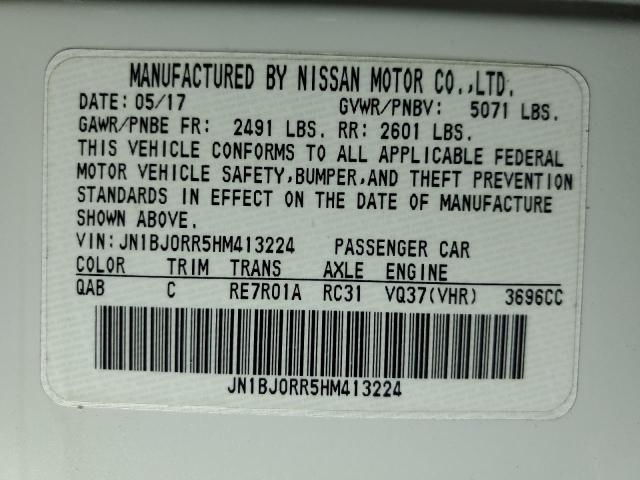 MANUFACTURED BY NISSAN MOTOR CO.,LTD.
DATE: 05/17 GVWR/PNBV: 5071 LBS.
GAWR/PNBE FR: 2491 LBS. RR: 2601 LBS.
THIS VEHICLE CONFORMS TO ALL APPLICABLE FEDERAL
MOTOR VEHICLE SAFETY,BUMPER,AND THEFT PREVENTION
STANDARDS IN EFFECT ON THE DATE OF MANUFACTURE
SHOWN ABOVE.
VIN:JN1BJ0RR5HM413224 PASSENGER CAR
COLOR TRIM TRANS AXLE ENGINE
QAB C RE7R01A RC31 VQ37(VHR) 3696CC
JN1BJ0RR5HM413224